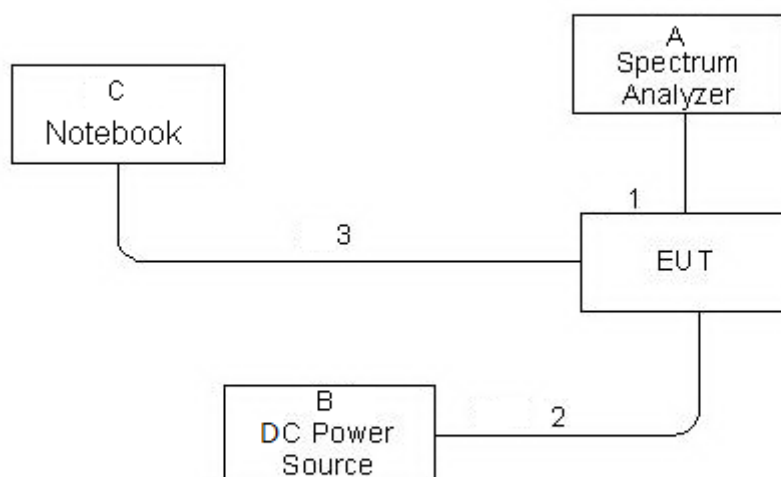 A
Spectrum
Analyzer
C
Notebook
1
3
EUT
B
DC Power
Source
2